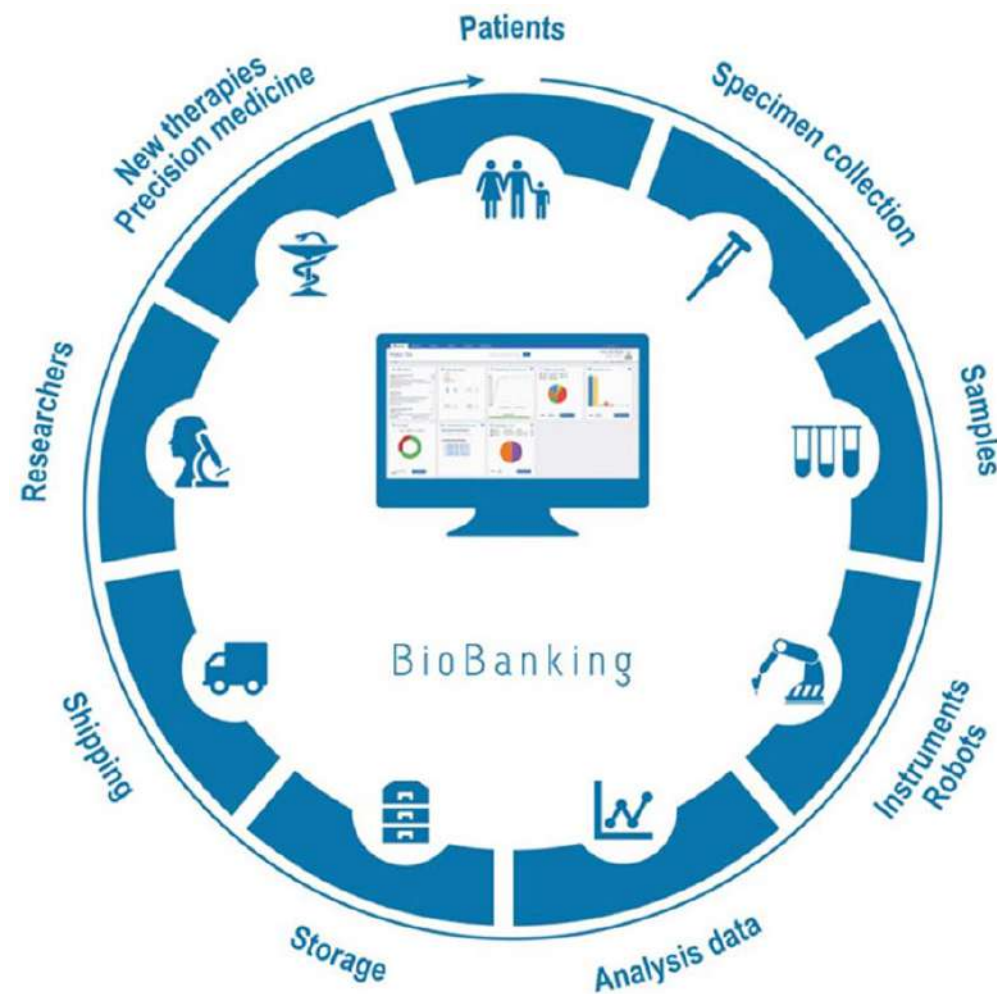 Patients
Specimen collection
Samples
Instruments
Robots
Analysis data
Storage
Shipping
Researchers
New therapies
Precision medicine
BioBanking